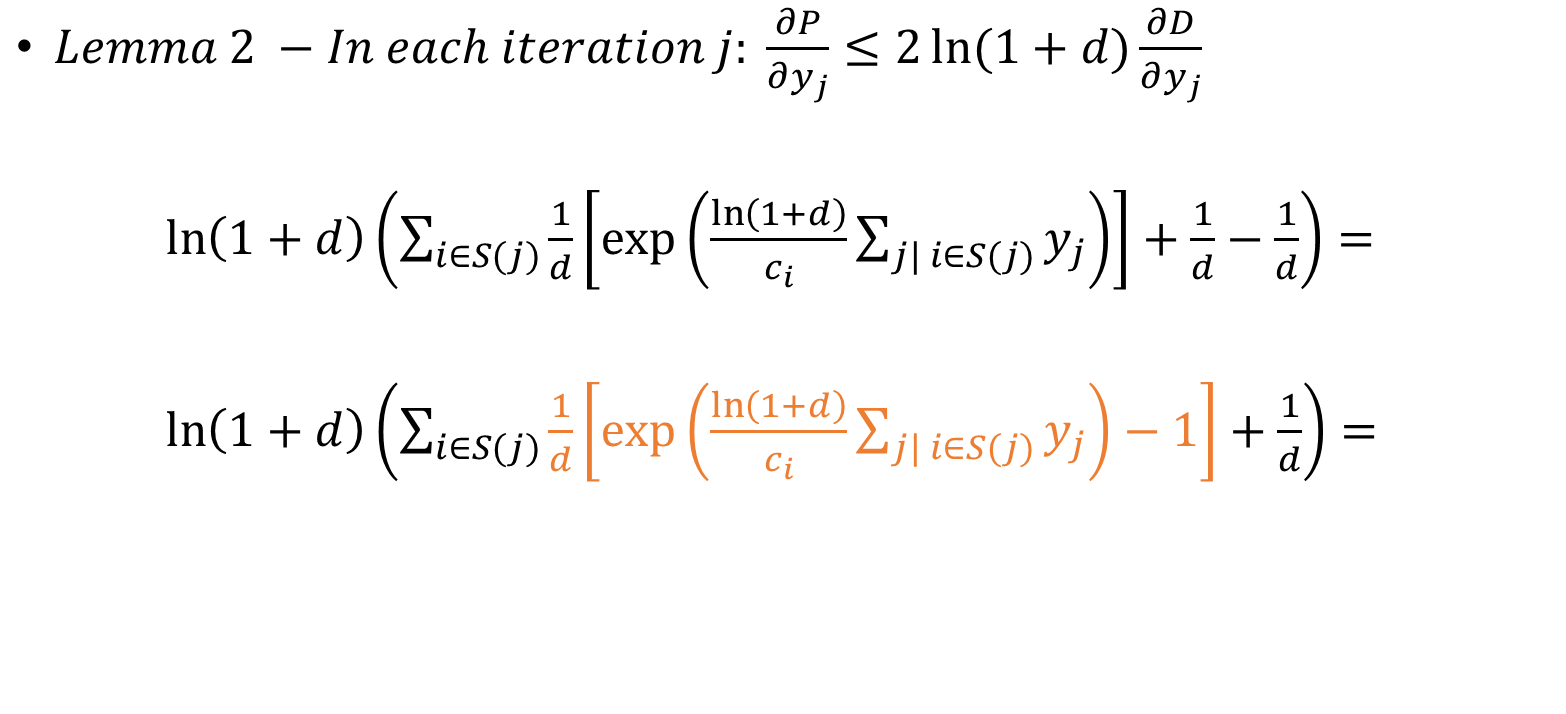 • Lemma 2 − In each iteration j: ∂P/∂y_j ≤ 2 ln(1 + d) ∂D/∂y_j
ln(1 + d) (∑_{i∈S(j)} 1/d [exp (ln(1+d)/c_i ∑_{j| i∈S(j)} y_j)] + 1/d − 1/d) =
ln(1 + d) (∑_{i∈S(j)} 1/d [exp (ln(1+d)/c_i ∑_{j| i∈S(j)} y_j) − 1] + 1/d) =